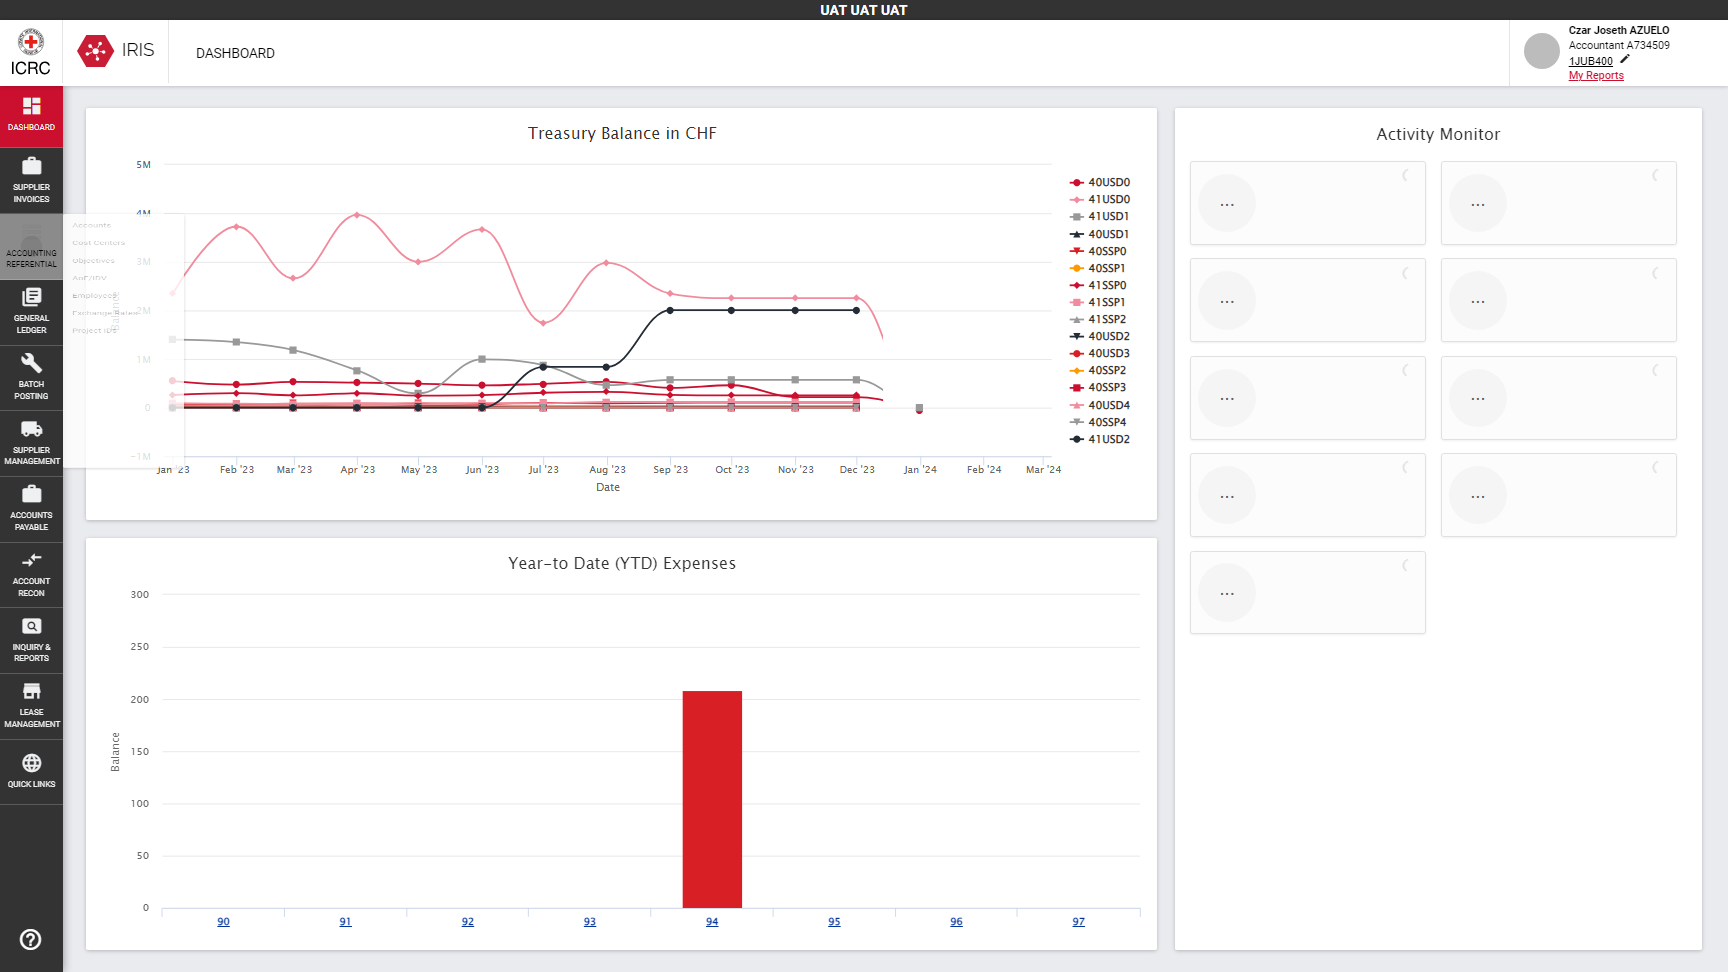 UAT UAT UAT
ICRC
IRIS
DASHBOARD
Czar Joseth AZUELO
Accountant A734509
1JUB400
My Reports
DASHBOARD
SUPPLIER
INVOICES
ACCOUNTING
REFERENTIAL
GENERAL
LEDGER
BATCH
POSTING
SUPPLIER
MANAGEMENT
ACCOUNTS
PAYABLE
ACCOUNT
RECON
INQUIRY &
REPORTS
LEASE
MANAGEMENT
QUICK LINKS
Accounts
Cost Centers
Objectives
Employees
Exchange Rates
Project IDs
Treasury Balance in CHF
5M
4M
3M
2M
1M
0
-1M
Balance
Jan '23
Feb '23
Mar '23
Apr '23
May '23
Jun '23
Jul '23
Aug '23
Sep '23
Oct '23
Nov '23
Dec '23
Jan '24
Feb '24
Mar '24
Date
40USD0
41USD0
41USD1
40USD1
40SSP0
40SSP1
41SSP0
41SSP1
41SSP2
40USD2
40USD3
40SSP2
40SSP3
40USD4
40SSP4
41USD2
Year-to Date (YTD) Expenses
300
250
200
150
100
50
0
Balance
90
91
92
93
94
95
96
97
Activity Monitor
...
...
...
...
...
...
...
...
...